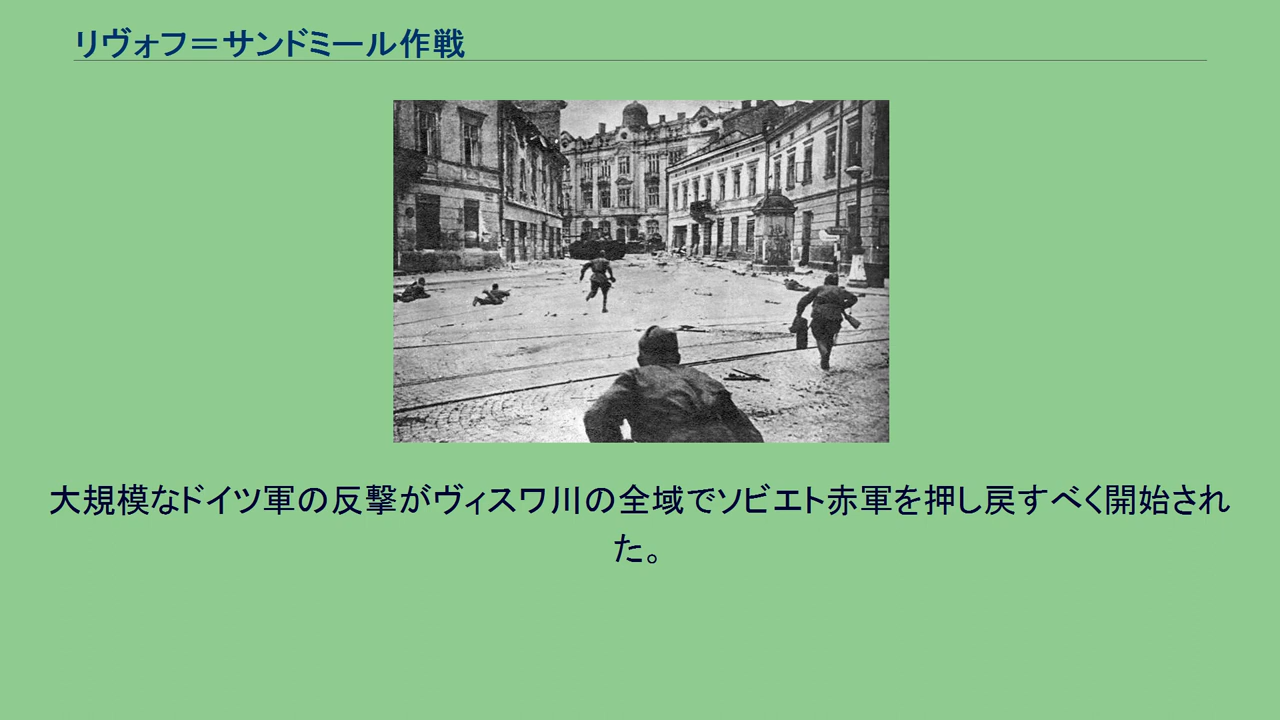 リヴォフ＝サンドミール作戦
大規模なドイツ軍の反撃がヴィスワ川の全域でソビエト赤軍を押し戻すべく開始され
た。